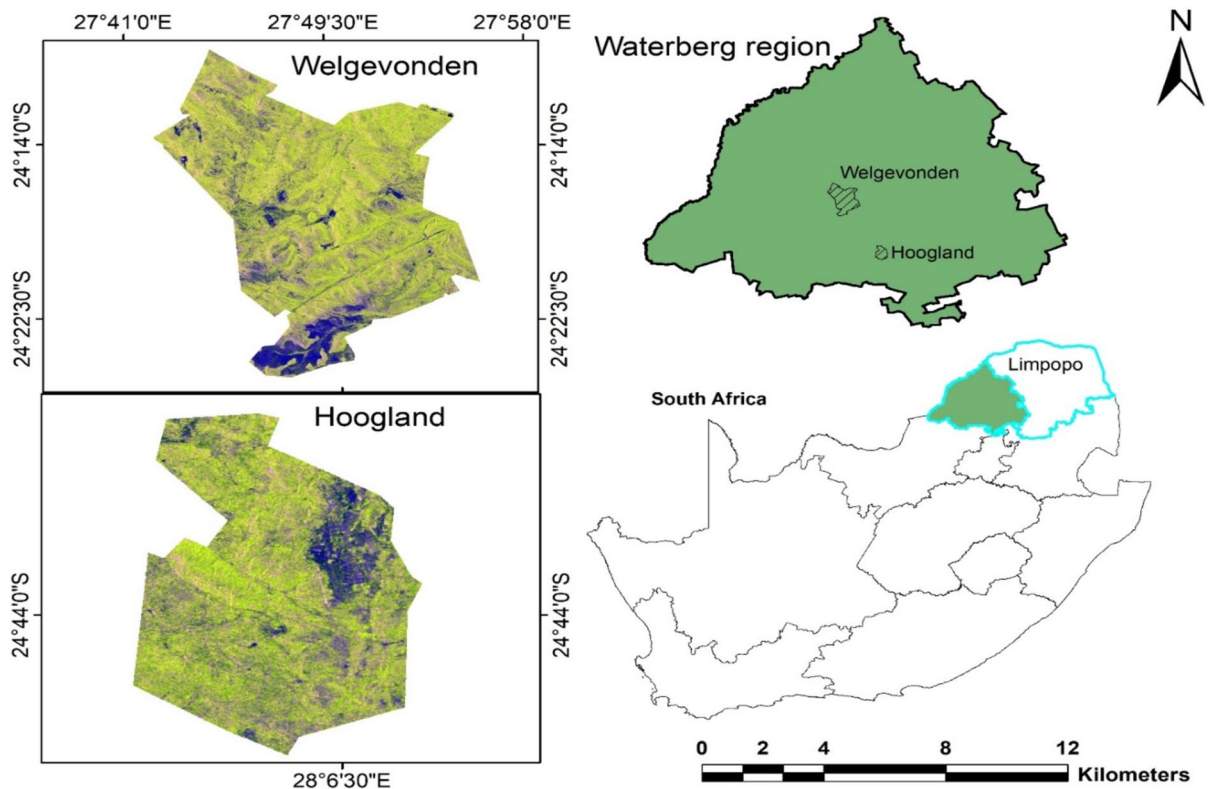 27°41'0"E 27°49'30"E 27°58'0"E
Welgevonden
24°14'0"S
24°22'30"S
24°14'0"S
24°22'30"S
Hoogland
24°44'0"S
24°44'0"S
28°6'30"E
Waterberg region
N
Welgevonden
Hoogland
Limpopo
South Africa
0 2 4 8 12
Kilometers